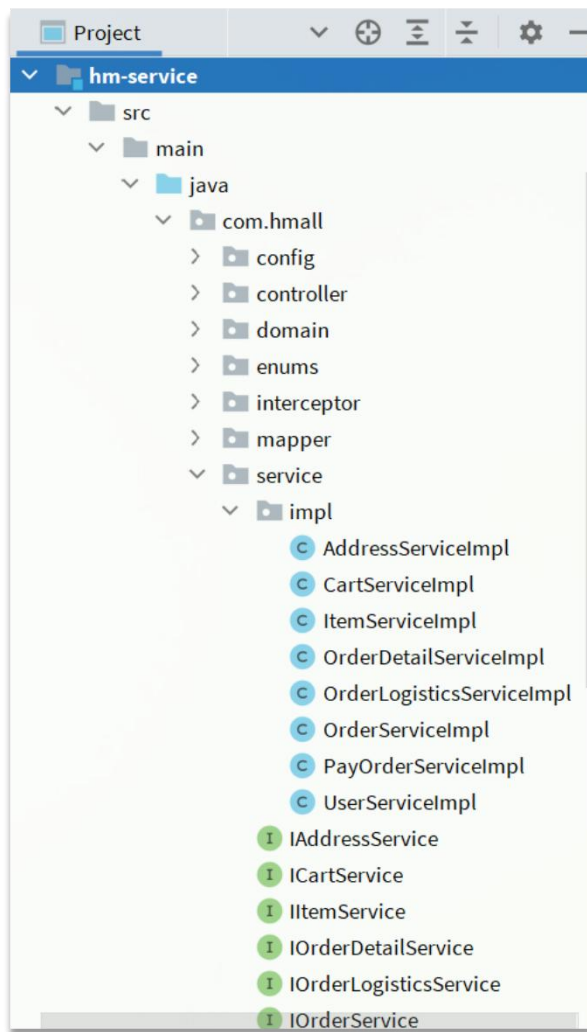 Project
hm-service
src
main
java
com.hmall
config
controller
domain
enums
interceptor
mapper
service
impl
C AddressServiceImpl
C CartServiceImpl
C ItemServiceImpl
C OrderDetailServiceImpl
C OrderLogisticsServiceImpl
C OrderServiceImpl
C PayOrderServiceImpl
C UserServiceImpl
I IAddressService
I ICartService
I IItemService
I IOrderDetailService
I IOrderLogisticsService
I IOrderService